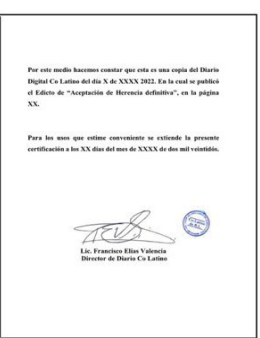 Por este medio hacemos constar que esta es una copia del Diario
Digital Co Latino del día X de XXXX 2022. En la cual se publicó
el Edicto de “Aceptación de Herencia definitiva”, en la página
XX.
Para los usos que estime conveniente se extiende la presente
certificación a los XX días del mes de XXXX de dos mil veintidós.
Lic. Francisco Elías Valencia
Director de Diario Co Latino